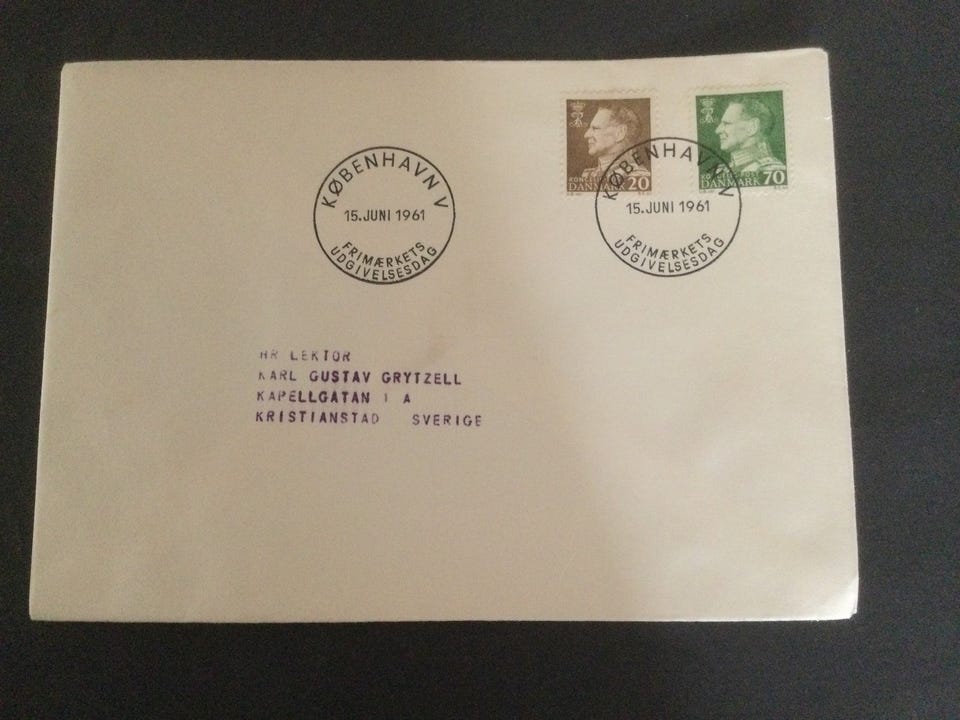 KØBENHAVN V
15. JUNI 1961
FRIMÆRKETS
UDGIVELSESDAG
DANMARK 20
DANMARK 70
KØBENHAVN V
15. JUNI 1961
FRIMÆRKETS
UDGIVELSESDAG
HR LEKTOR
KARL GUSTAV GRYTZELL
KAPELLGATAN 1 A
KRISTIANSTAD SVERIGE